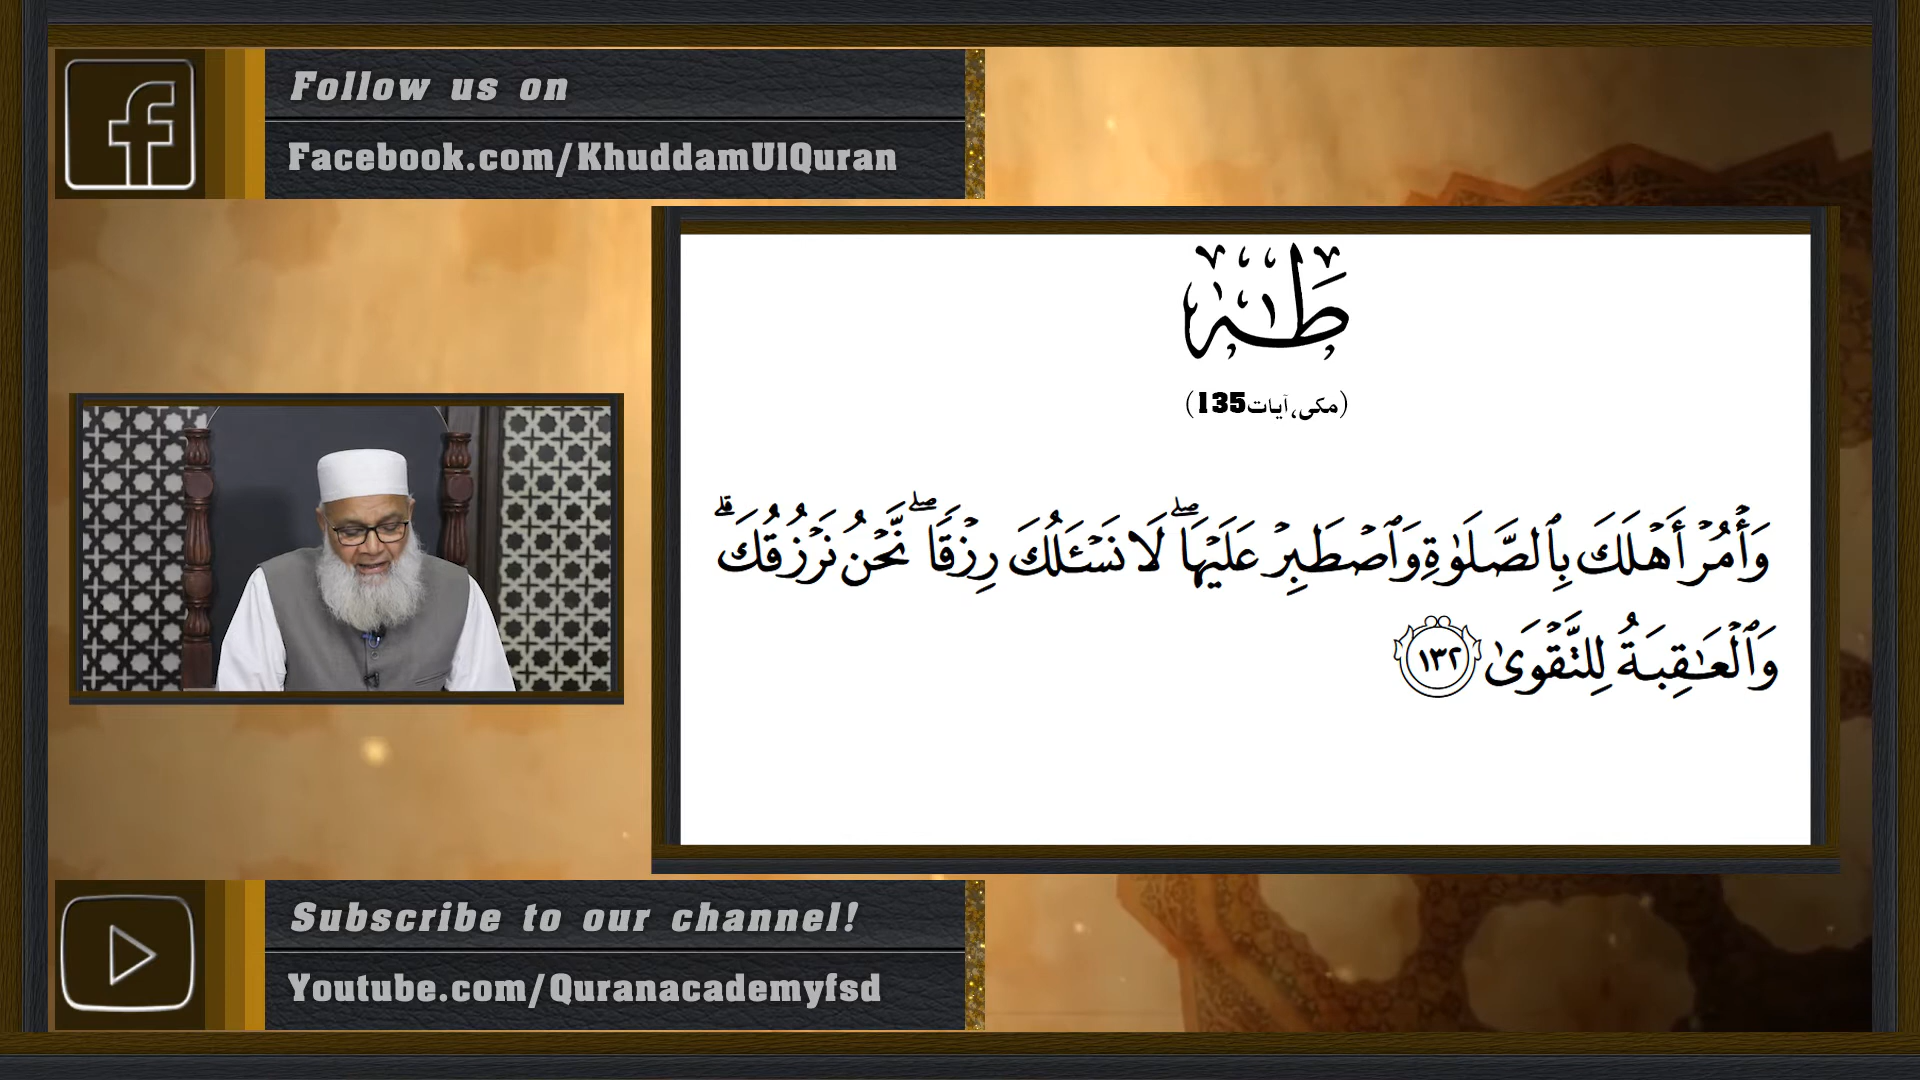 Follow us on
Facebook.com/KhuddamUlQuran
طٰهٰ
(مکی، آیات 135)
وَأۡمُرۡ أَهۡلَكَ بِٱلصَّلَوٰةِ وَٱصۡطَبِرۡ عَلَيۡهَاۖ لَا نَسۡـَٔلُكَ رِزۡقٗاۖ نَّحۡنُ نَرۡزُقُكَۗ
وَٱلۡعَٰقِبَةُ لِلتَّقۡوَىٰ ١٣٢
Subscribe to our channel!
Youtube.com/Quranacademyfsd